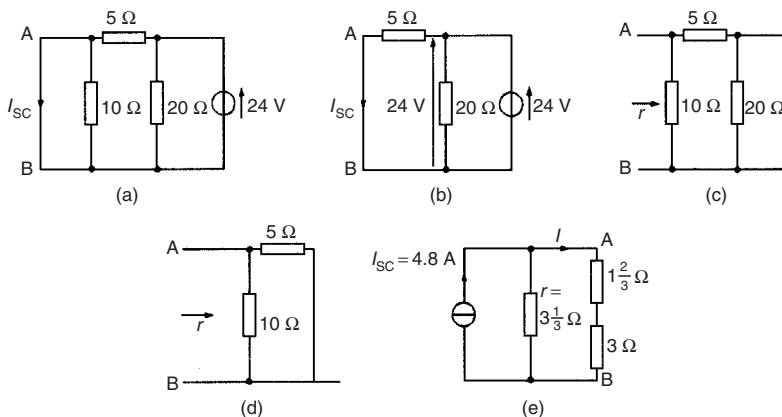 5 Ω
A
I_SC
10 Ω
20 Ω
24 V
B
(a)
5 Ω
A
I_SC
24 V
20 Ω
24 V
B
(b)
5 Ω
A
r
10 Ω
20 Ω
B
(c)
5 Ω
A
r
10 Ω
B
(d)
I
A
I_SC = 4.8 A
1 2/3 Ω
r =
3 1/3 Ω
3 Ω
B
(e)